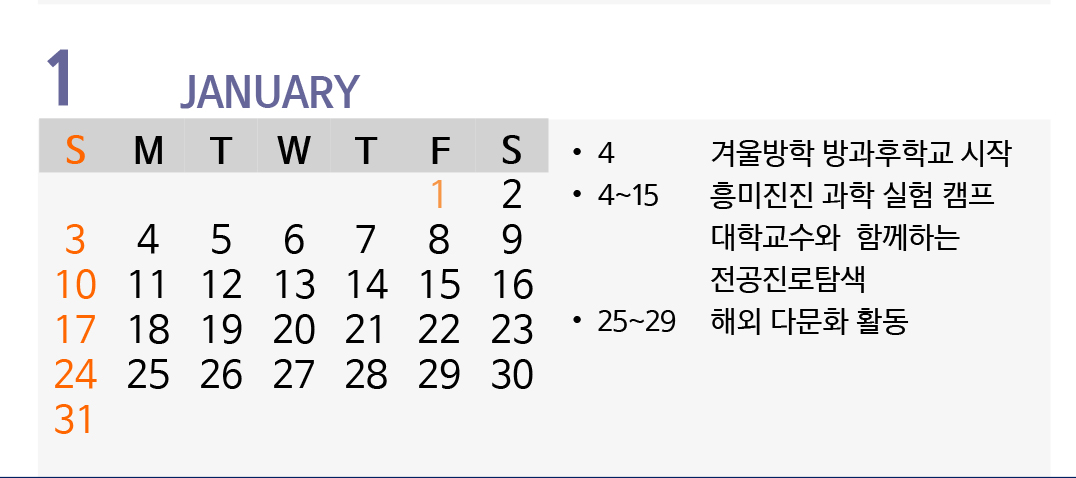 1 JANUARY
S M T W T F S
1 2
3 4 5 6 7 8 9
10 11 12 13 14 15 16
17 18 19 20 21 22 23
24 25 26 27 28 29 30
31
• 4 겨울방학 방과후학교 시작
• 4~15 흥미진진 과학 실험 캠프
대학교수와 함께하는
전공진로탐색
• 25~29 해외 다문화 활동